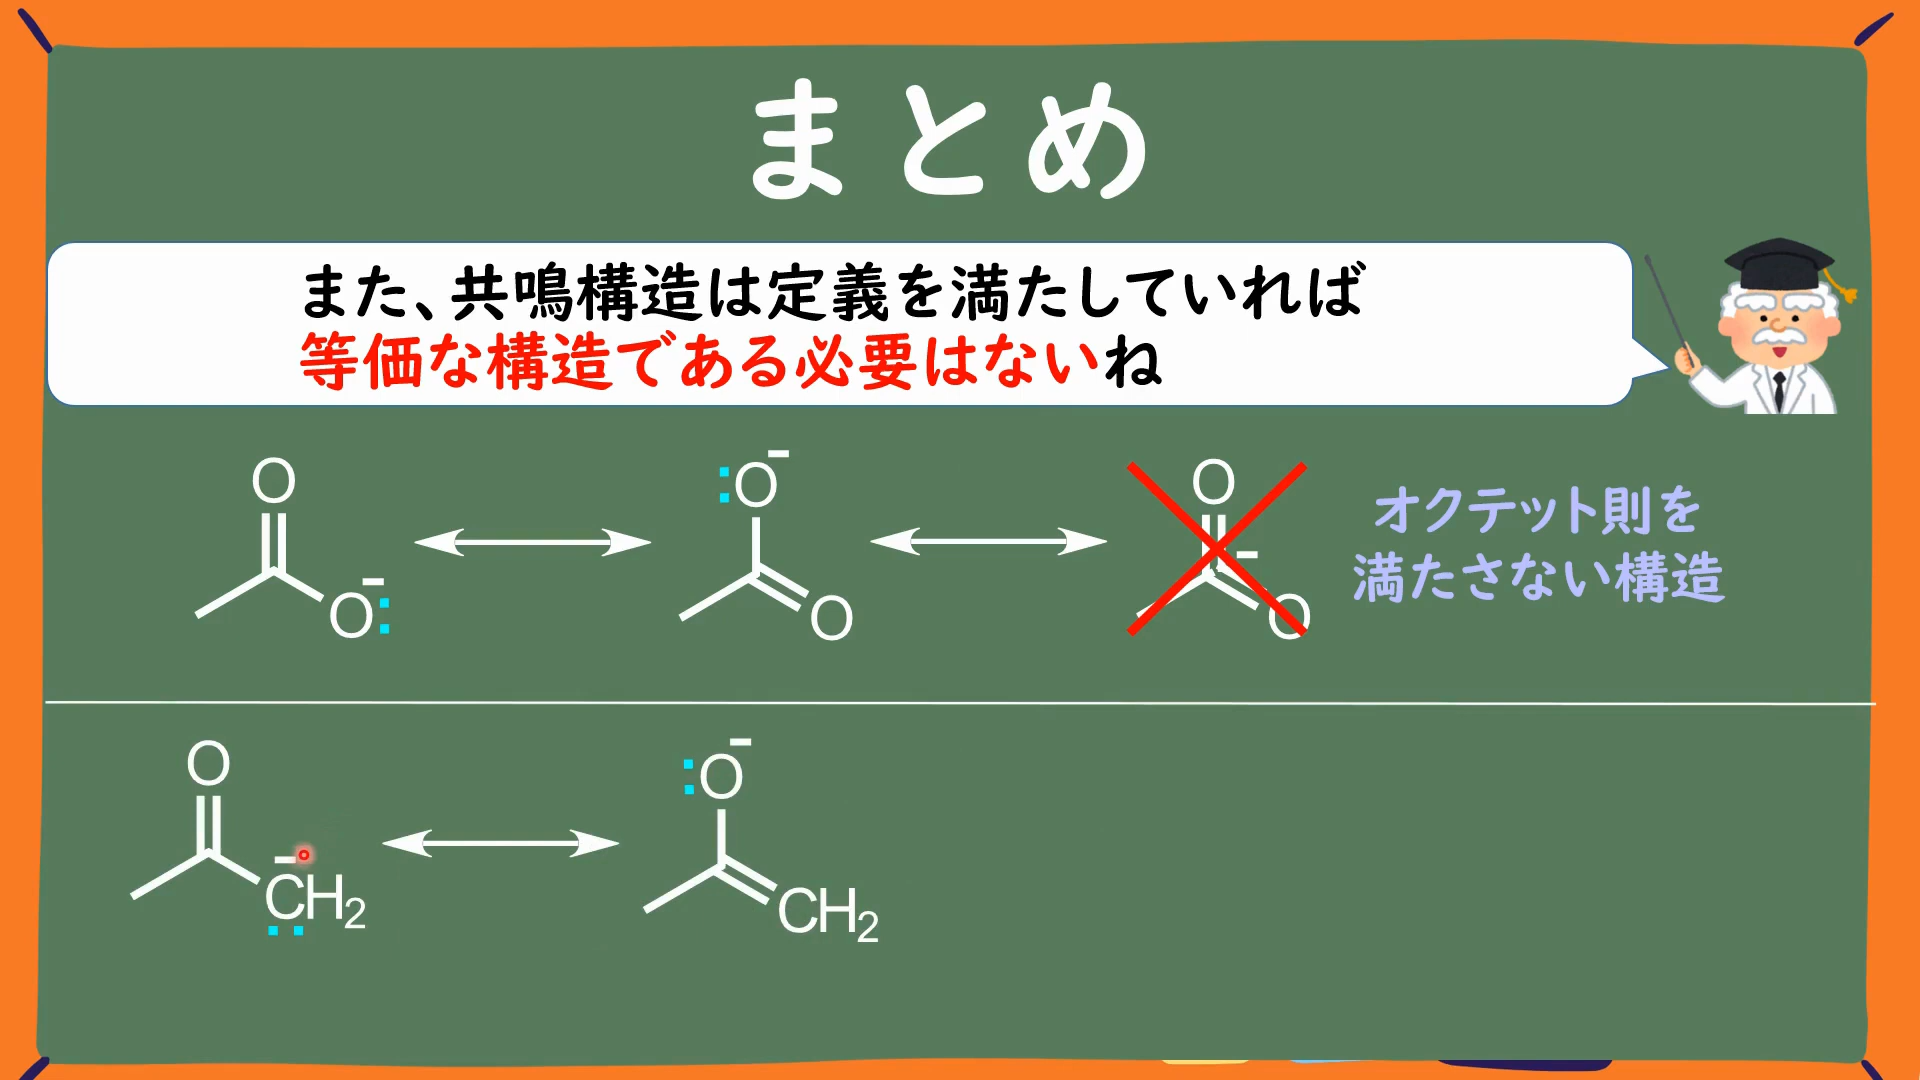 まとめ
また、共鳴構造は定義を満たしていれば
等価な構造である必要はないね
O O-: :O- O O - O
オクテット則を
満たさない構造
O - CH2 :O- CH2